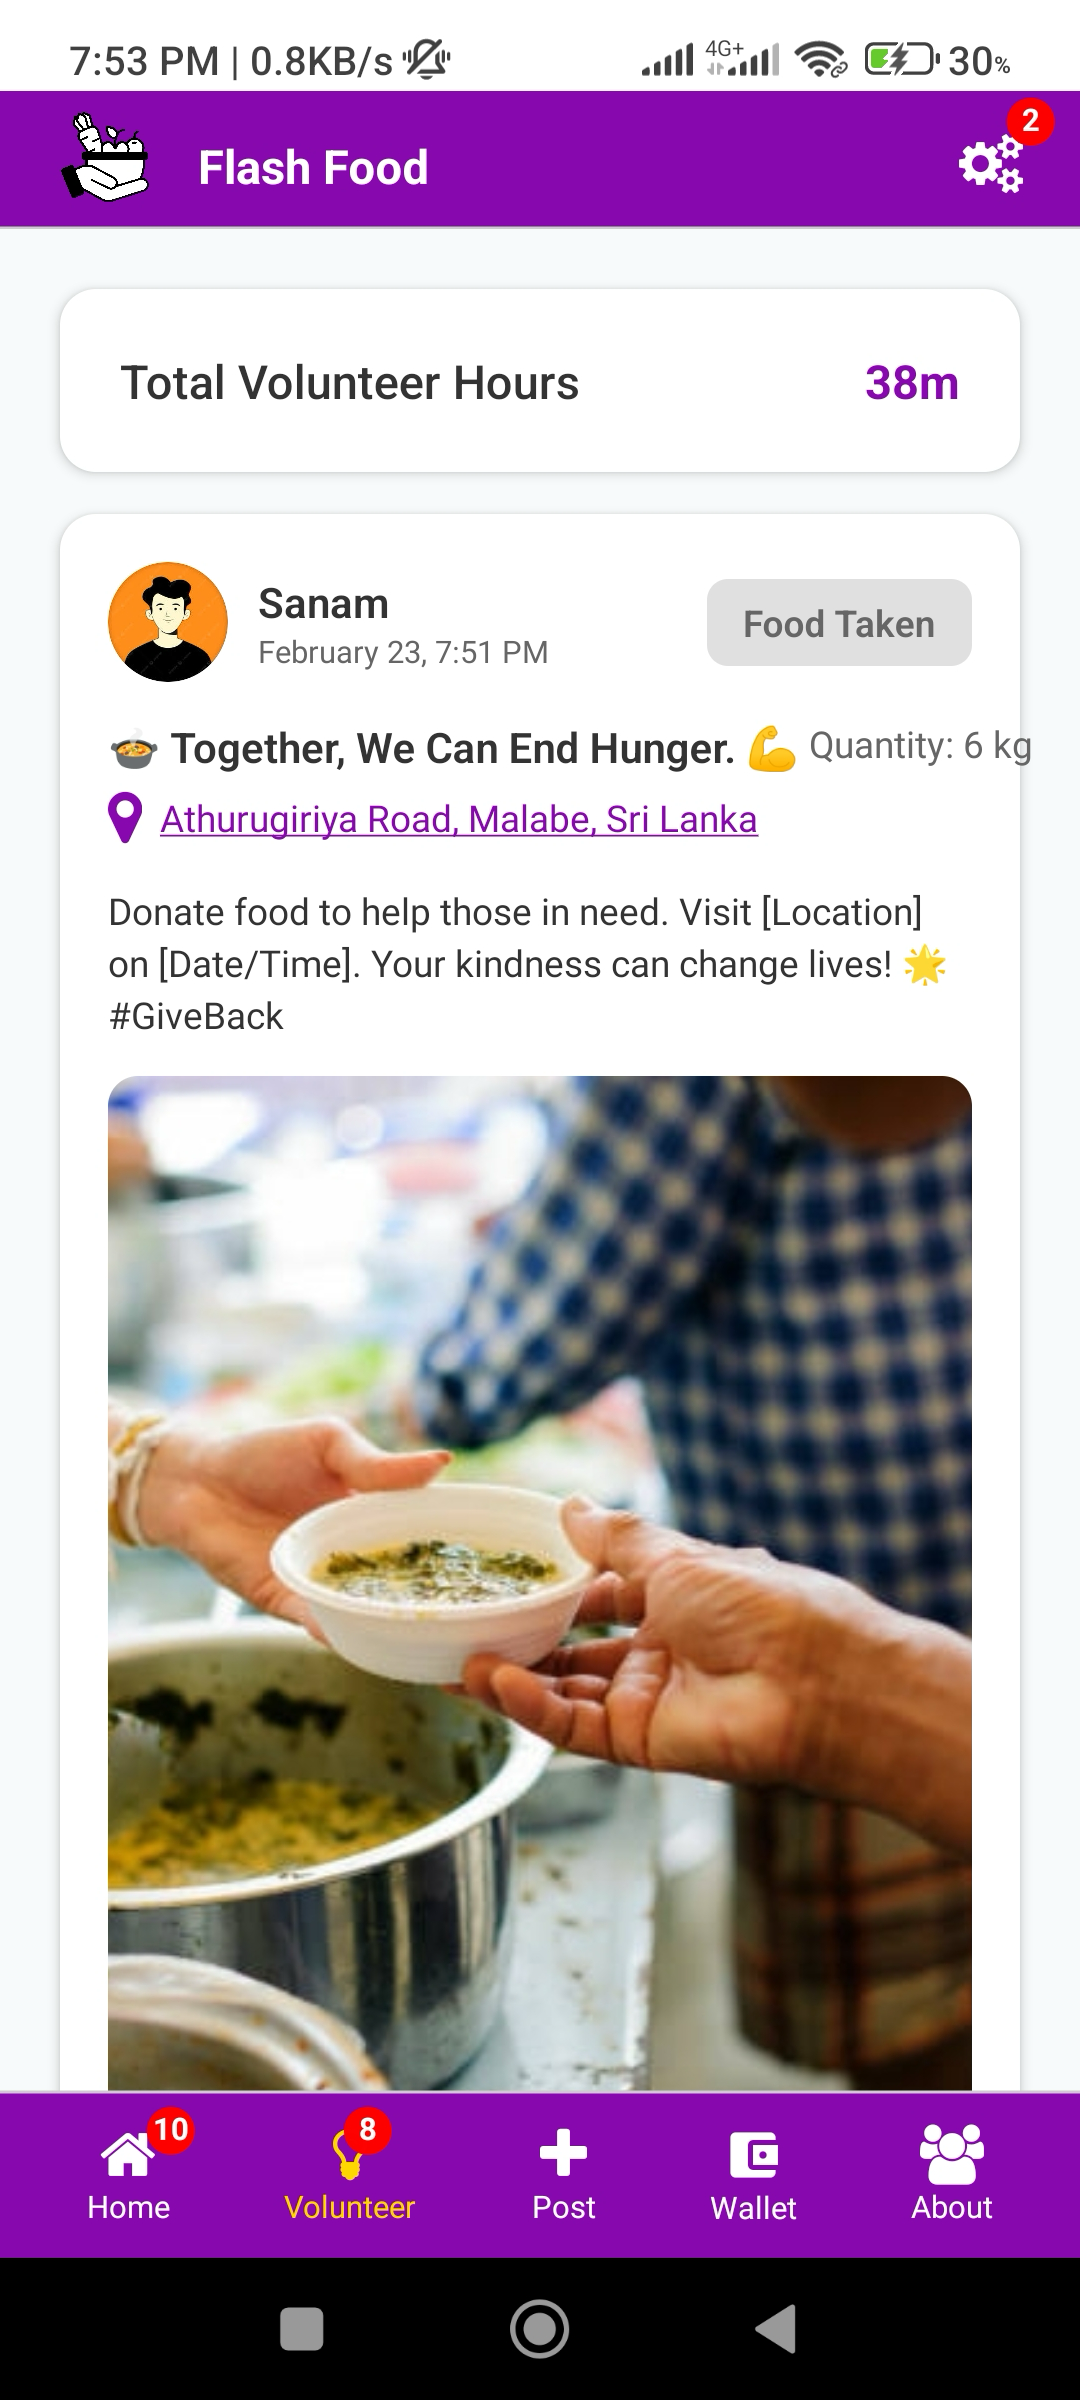 7:53 PM | 0.8KB/s 4G+ 30%
2
Flash Food
Total Volunteer Hours 38m
Sanam
February 23, 7:51 PM
Food Taken
🍲 Together, We Can End Hunger. 💪 Quantity: 6 kg
Athurugiriya Road, Malabe, Sri Lanka
Donate food to help those in need. Visit [Location]
on [Date/Time]. Your kindness can change lives! 🌟
#GiveBack
10 8
Home Volunteer Post Wallet About